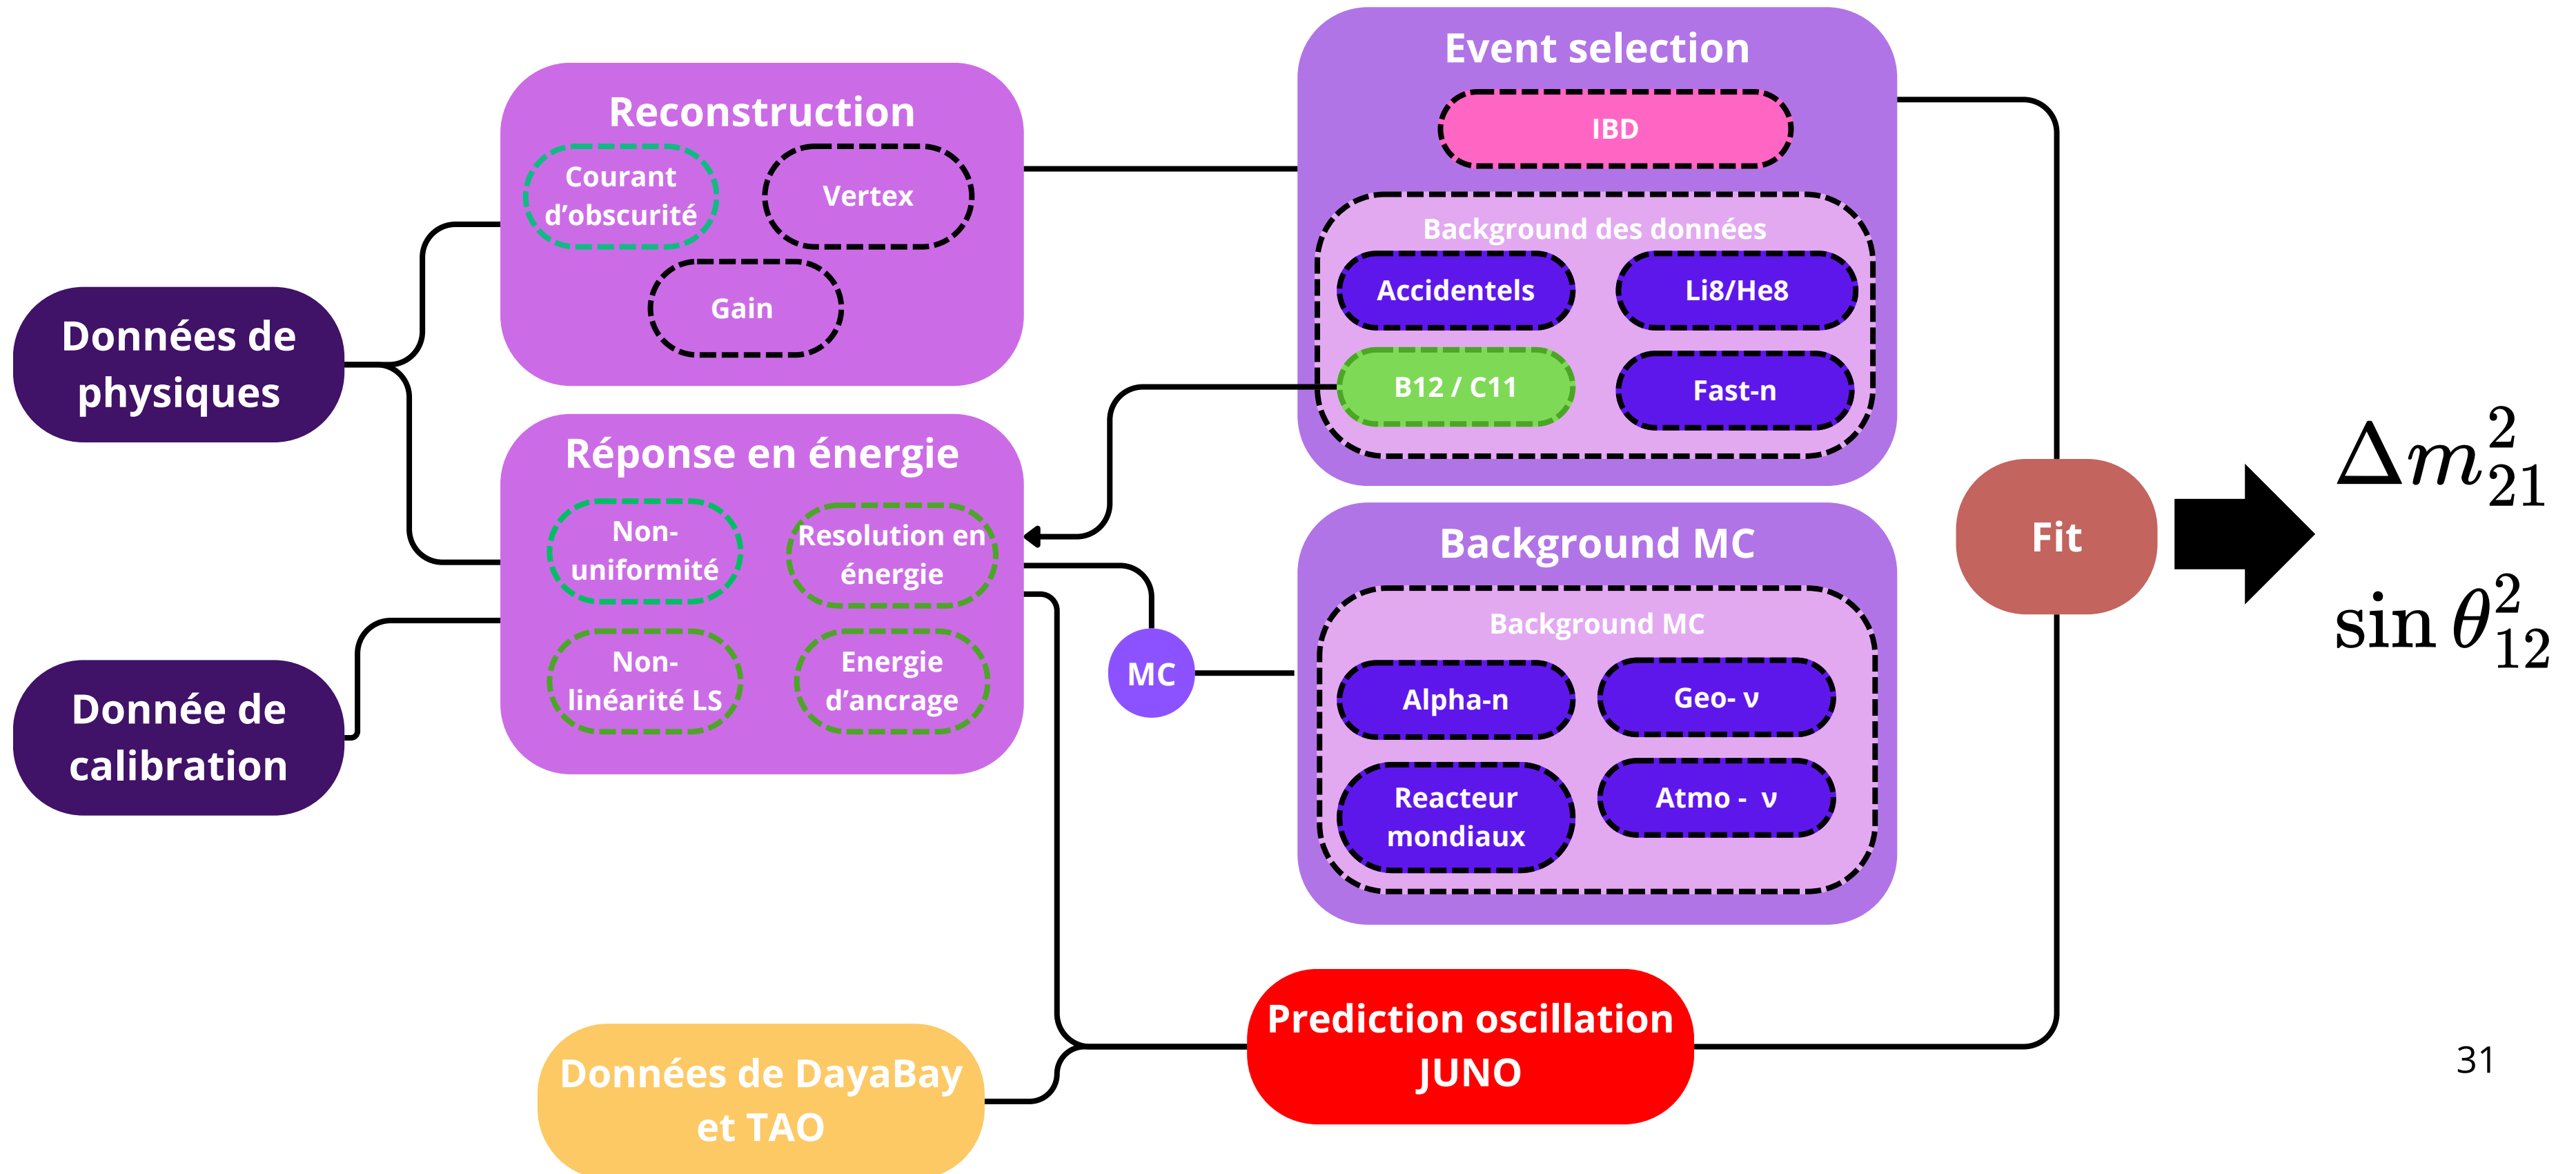 Données de
physiques
Donnée de
calibration
Reconstruction
Courant
d’obscurité
Vertex
Gain
Réponse en énergie
Non-
uniformité
Resolution en
énergie
Non-
linéarité LS
Energie
d’ancrage
Données de DayaBay
et TAO
MC
Event selection
IBD
Background des données
Accidentels
Li8/He8
B12 / C11
Fast-n
Background MC
Background MC
Alpha-n
Geo- ν
Reacteur
mondiaux
Atmo - ν
Prediction oscillation
JUNO
Fit
Δm²₂₁
sin θ²₁₂
31